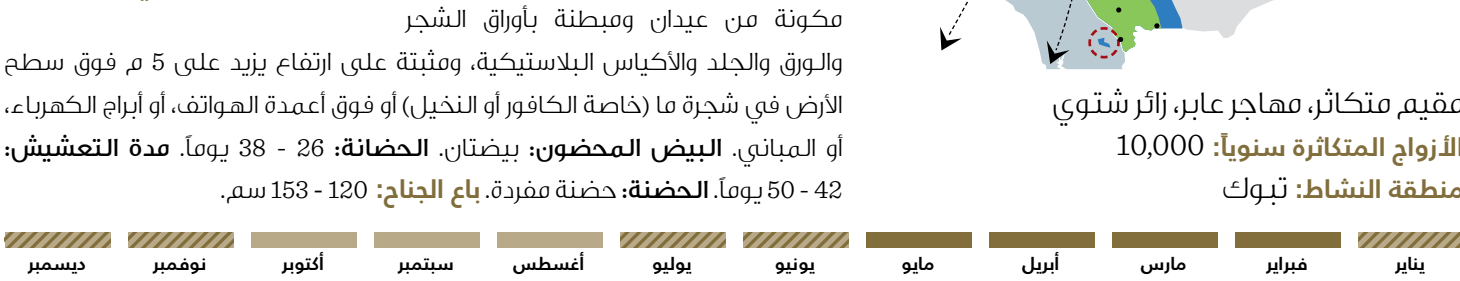 مقيم متكاثر، مهاجر عابر، زائر شتوي
الأزواج المتكاثرة سنوياً: 10,000
منطقة النشاط: تبوك
مكونة من عيدان ومبطنة بأوراق الشجر
والورق والجلد والأكياس البلاستيكية، ومثبتة على ارتفاع يزيد على 5 م فوق سطح
الأرض في شجرة ما (خاصة الكافور أو النخيل) أو فوق أعمدة الهواتف، أو أبراج الكهرباء،
أو المباني. البيض المحضون: بيضتان. الحضانة: 26 - 38 يوماً. مدة التعشيش:
42 - 50 يوماً. الحضنة: حضنة مفردة. باع الجناح: 120 - 153 سم.
يناير فبراير مارس أبريل مايو يونيو يوليو أغسطس سبتمبر أكتوبر نوفمبر ديسمبر